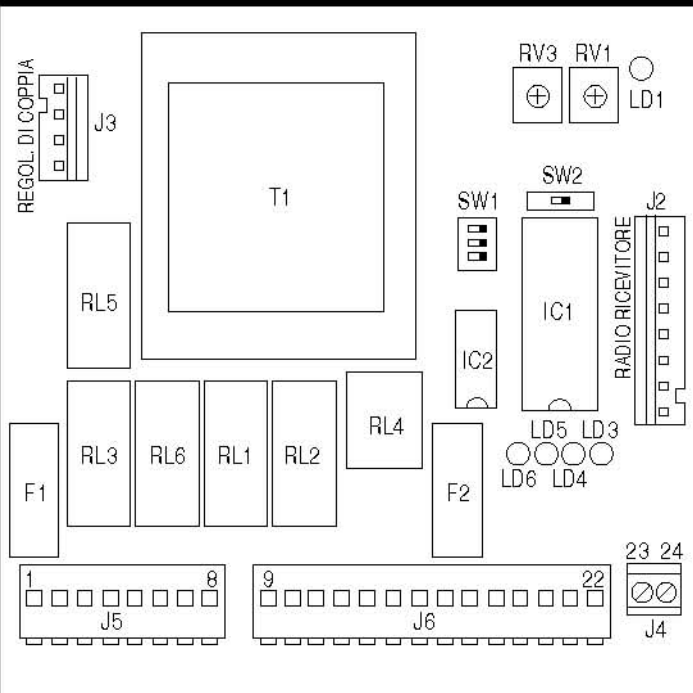 RV3 RV1
LD1
REGOL. DI COPPIA
J3
T1
SW2
SW1
J2
RADIO RICEVITORE
RL5
IC1
IC2
RL4
LD5 LD3
RL3 RL6 RL1 RL2
LD6 LD4
F1
F2
23 24
1 8
9 22
J5
J6
J4